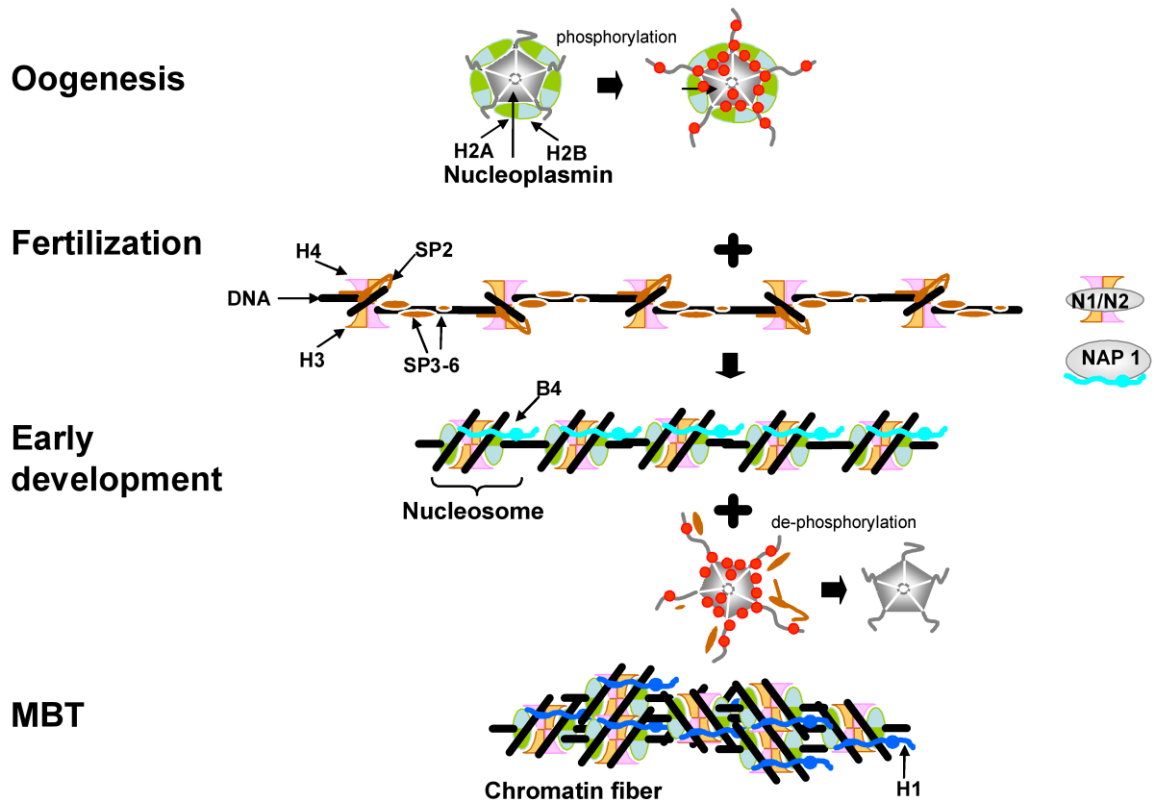 phosphorylation
Oogenesis
H2A
H2B
Nucleoplasmin
Fertilization
H4
SP2
DNA
N1/N2
H3
SP3-6
NAP 1
B4
Early
development
Nucleosome
de-phosphorylation
MBT
Chromatin fiber
H1